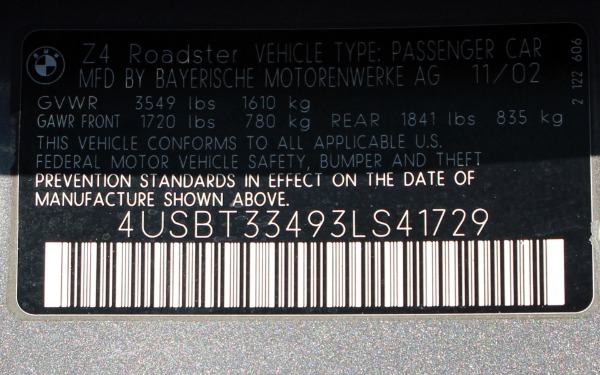 BMW
Z4 Roadster VEHICLE TYPE: PASSENGER CAR
MFD BY BAYERISCHE MOTORENWERKE AG 11/02
GVWR 3549 lbs 1610 kg
GAWR FRONT 1720 lbs 780 kg REAR 1841 lbs 835 kg
THIS VEHICLE CONFORMS TO ALL APPLICABLE U.S.
FEDERAL MOTOR VEHICLE SAFETY, BUMPER AND THEFT
PREVENTION STANDARDS IN EFFECT ON THE DATE OF
MANUFACTURE SHOWN ABOVE.
4USBT33493LS41729
2 122 606